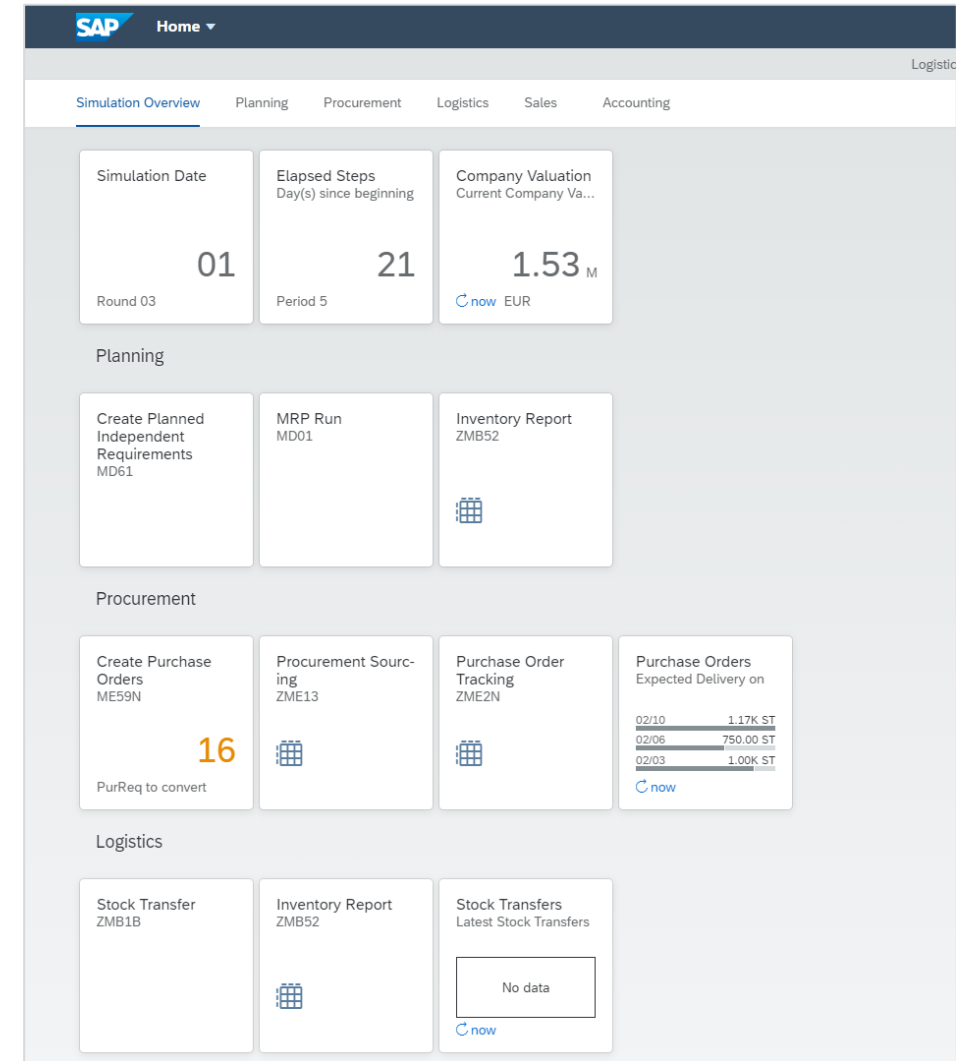 SAP Home
Logistic
Simulation Overview Planning Procurement Logistics Sales Accounting
Simulation Date
01
Round 03
Elapsed Steps
Day(s) since beginning
21
Period 5
Company Valuation
Current Company Va...
1.53 M
now EUR
Planning
Create Planned
Independent
Requirements
MD61
MRP Run
MD01
Inventory Report
ZMB52
Procurement
Create Purchase
Orders
ME59N
16
PurReq to convert
Procurement Sourc-
ing
ZME13
Purchase Order
Tracking
ZME2N
Purchase Orders
Expected Delivery on
02/10 1.17K ST
02/06 750.00 ST
02/03 1.00K ST
now
Logistics
Stock Transfer
ZMB1B
Inventory Report
ZMB52
Stock Transfers
Latest Stock Transfers
No data
now